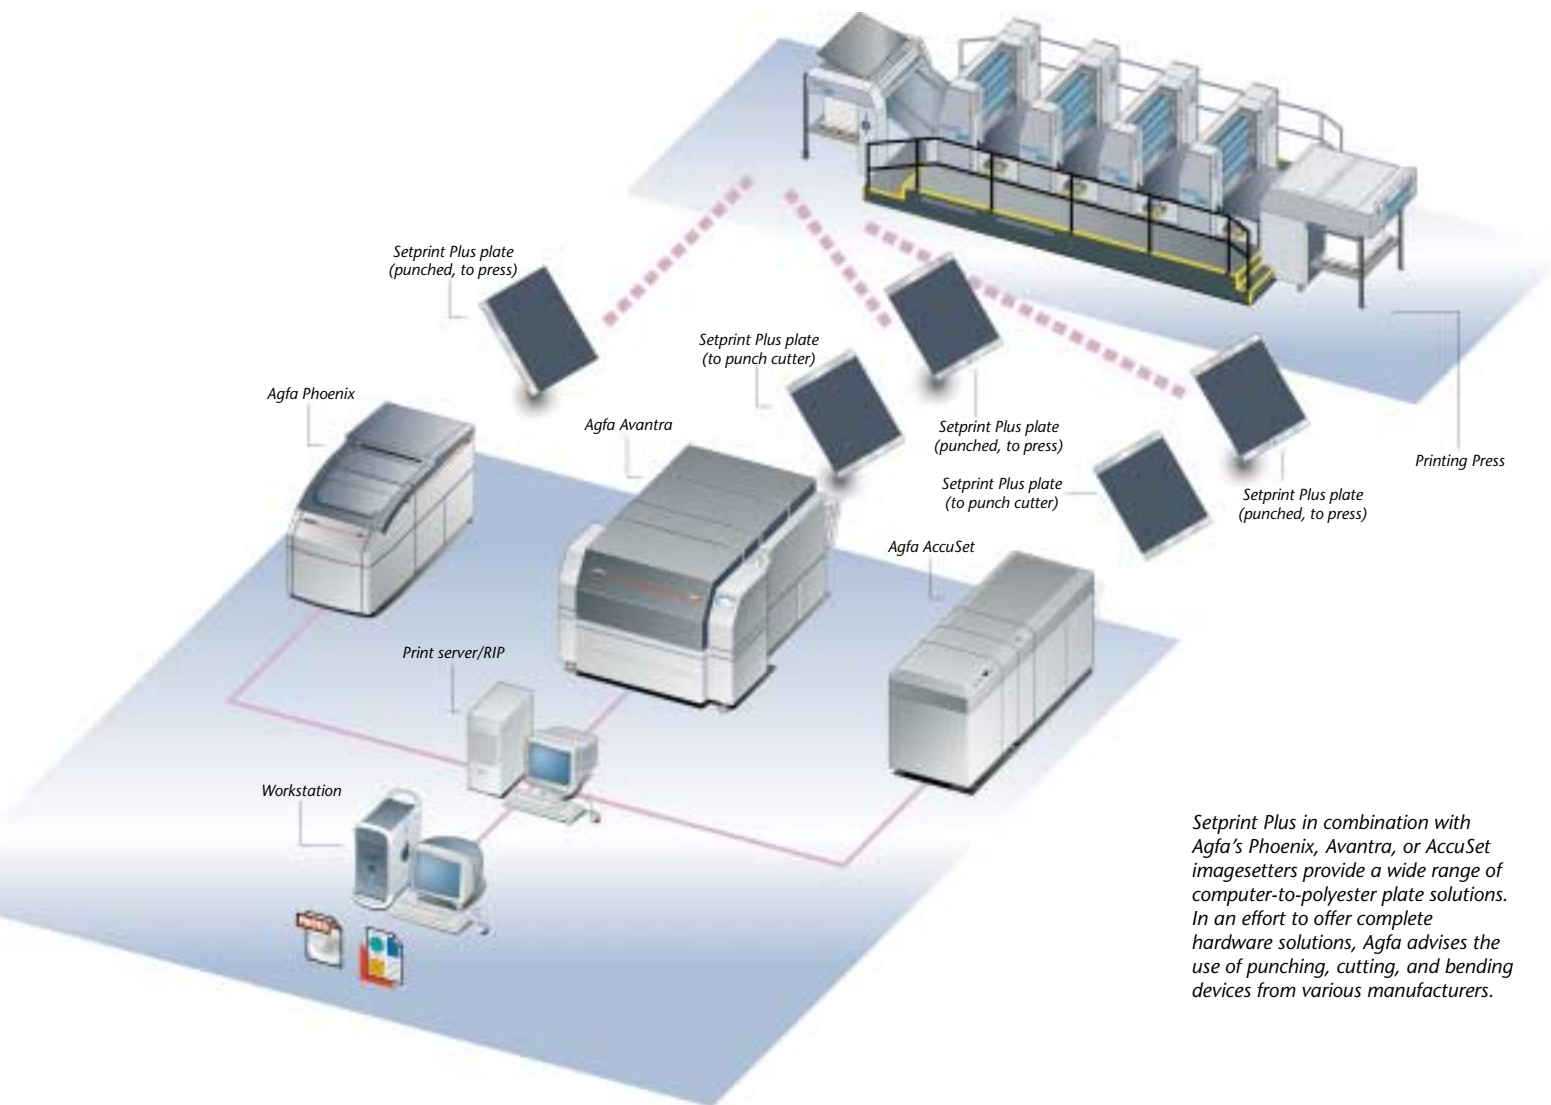 Setprint Plus plate
(punched, to press)
Setprint Plus plate
(to punch cutter)
Agfa Phoenix
Agfa Avantra
Setprint Plus plate
(punched, to press)
Printing Press
Setprint Plus plate
(to punch cutter)
Setprint Plus plate
(punched, to press)
Agfa AccuSet
Print server/RIP
Workstation
Setprint Plus in combination with
Agfa’s Phoenix, Avantra, or AccuSet
imagesetters provide a wide range of
computer-to-polyester plate solutions.
In an effort to offer complete
hardware solutions, Agfa advises the
use of punching, cutting, and bending
devices from various manufacturers.